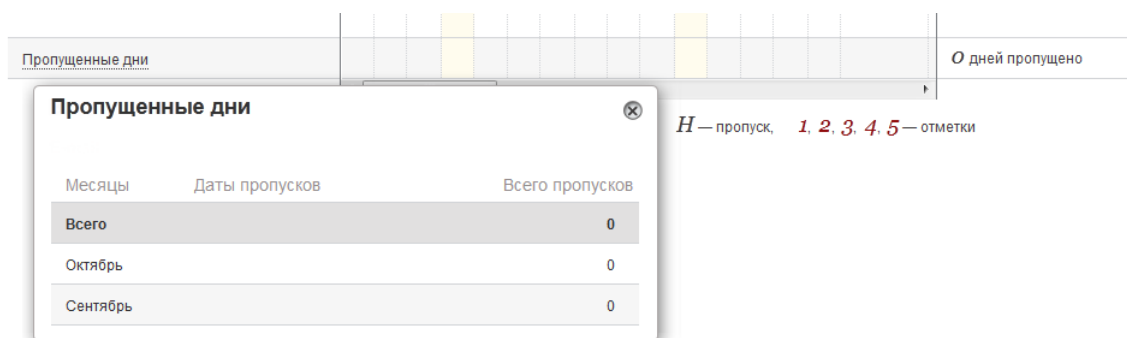 Пропущенные дни
0 дней пропущено
Пропущенные дни
Н — пропуск, 1, 2, 3, 4, 5 — отметки
Месяцы Даты пропусков Всего пропусков
Всего 0
Октябрь 0
Сентябрь 0